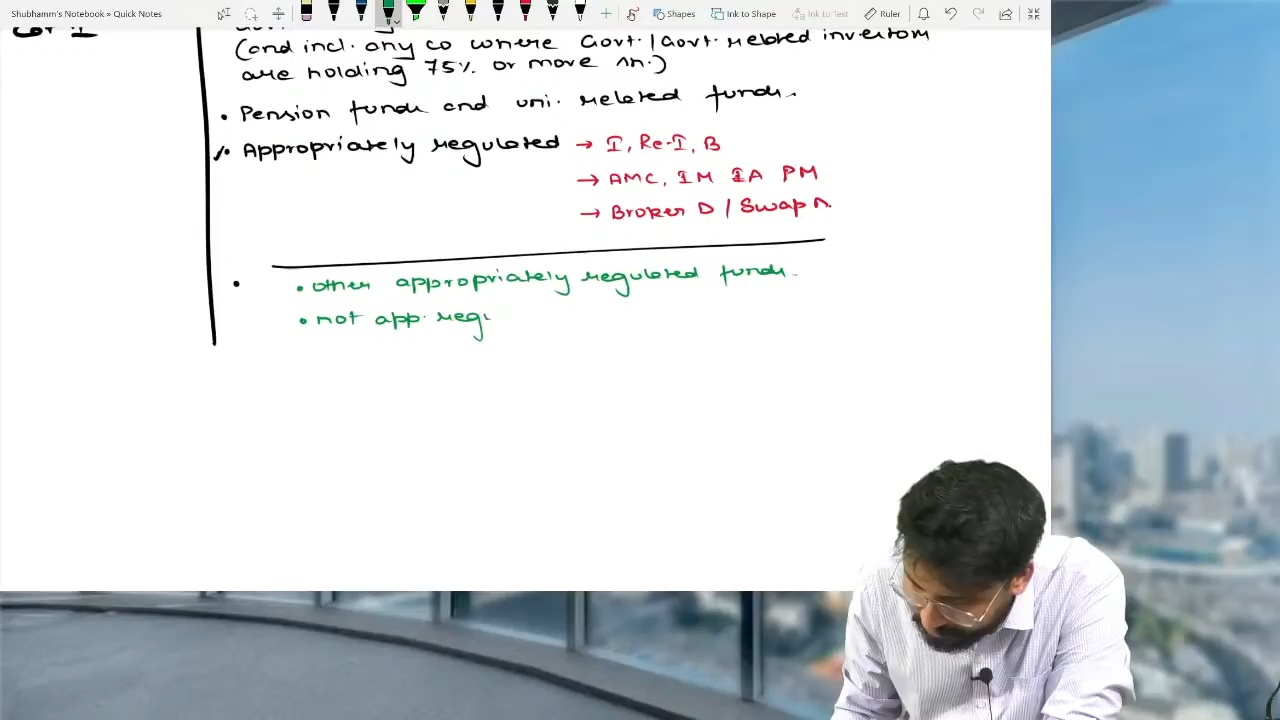 Shubhamm's Notebook » Quick Notes
Shapes Ink to Shape Ink to Text Ruler
(and incl. any co where Govt. / Govt. related investors
are holding 75% or more sh.)
• Pension funds and uni. related funds.
• Appropriately regulated → I, Re-I, B
→ AMC, IM IA PM
→ Broker D / Swap
• other appropriately regulated funds.
• not app. reg